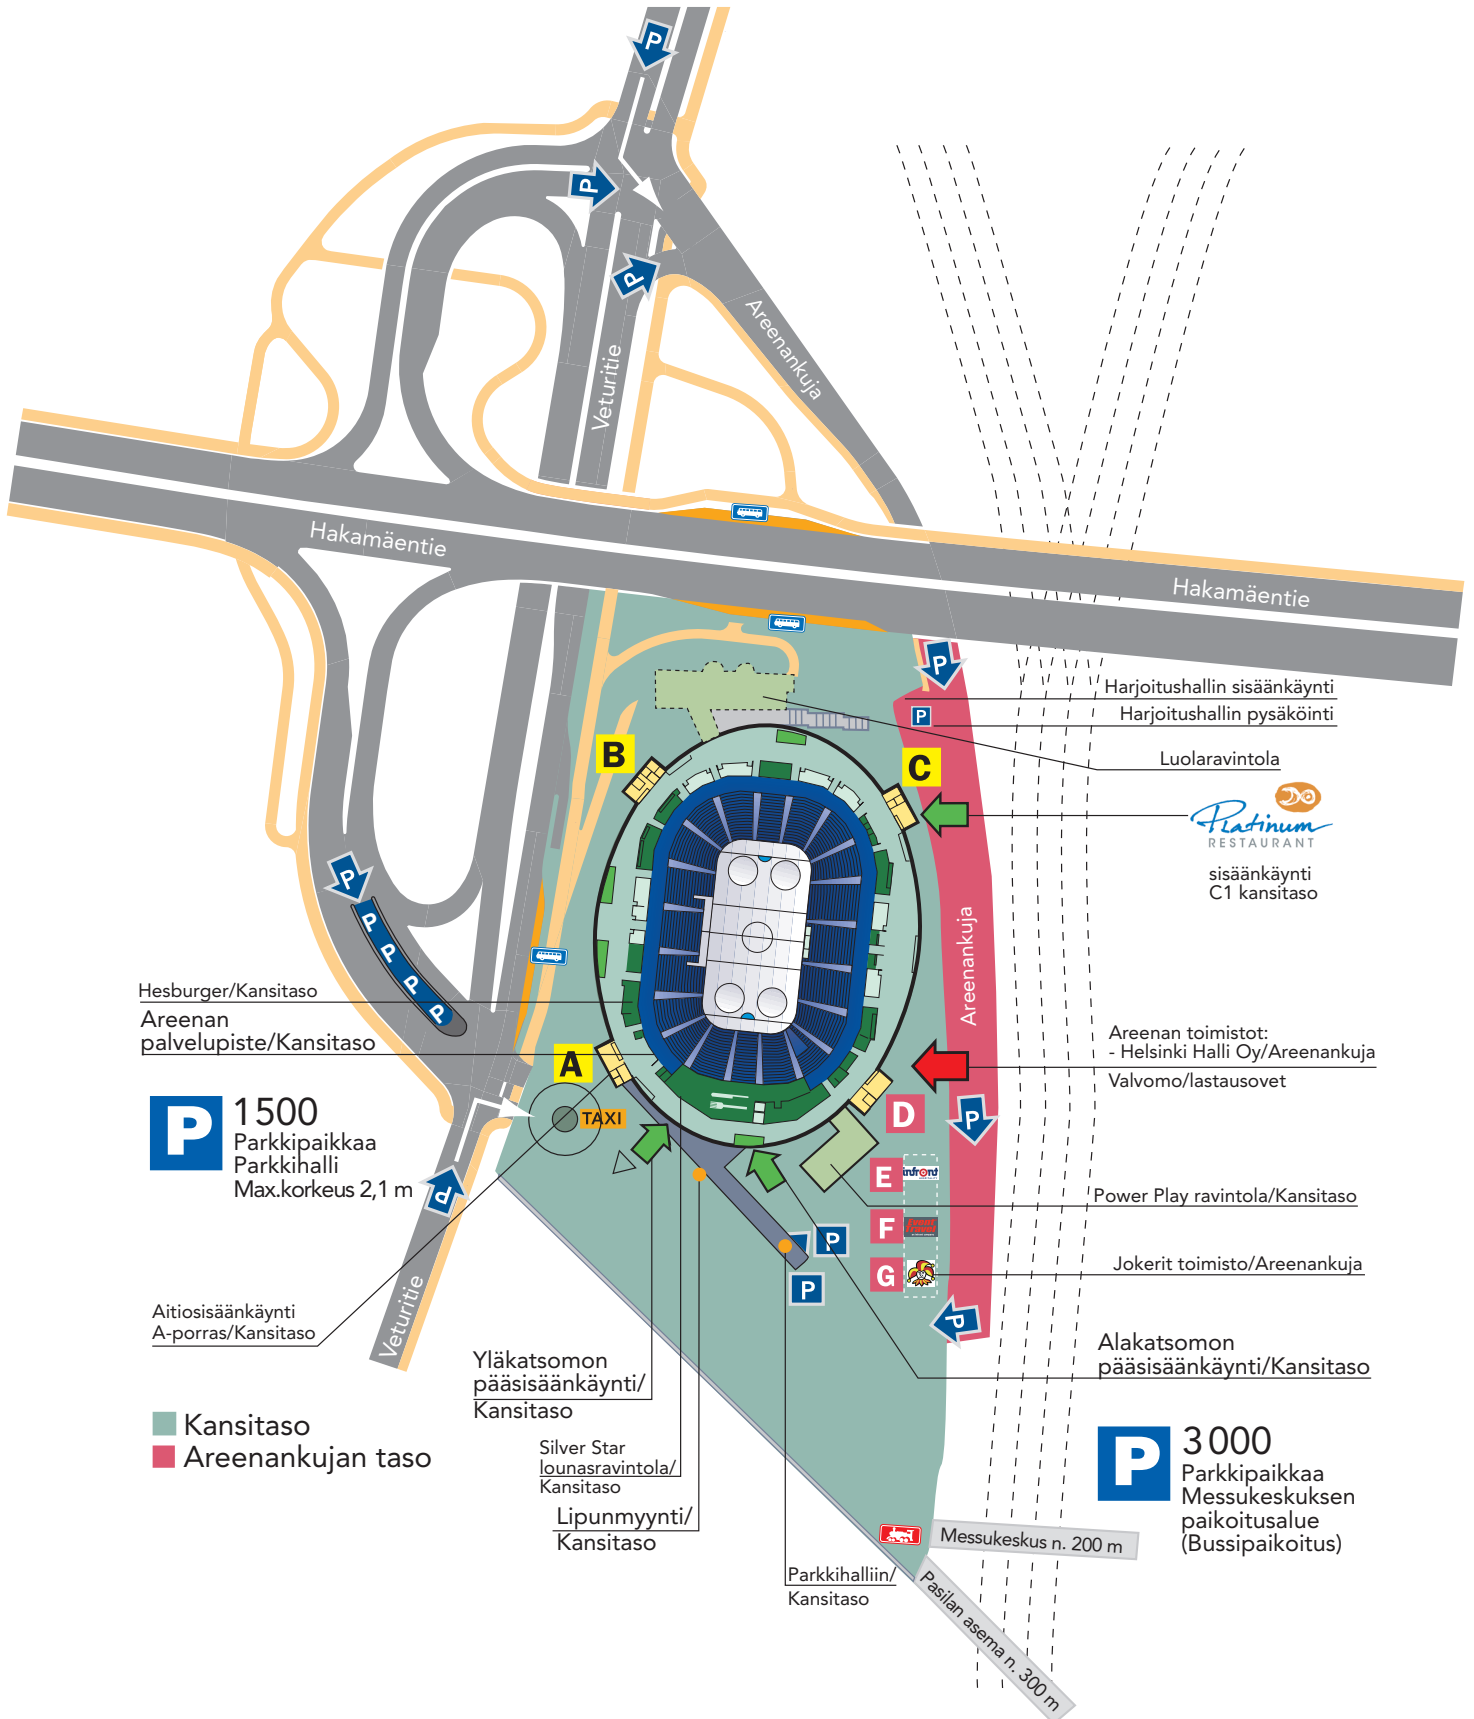 P
P
P
Areenankuja
Veturitie
Hakamäentie
Hakamäentie
P
Harjoitushallin sisäänkäynti
P
Harjoitushallin pysäköinti
B
C
Luolaravintola
Platinum
RESTAURANT
sisäänkäynti
C1 kansitaso
P
P
P
P
P
Areenankuja
Hesburger/Kansitaso
Areenan
palvelupiste/Kansitaso
Areenan toimistot:
- Helsinki Halli Oy/Areenankuja
Valvomo/lastausovet
A
TAXI
D
P
P
1500
Parkkipaikkaa
Parkkihalli
Max.korkeus 2,1 m
P
E
infront
Power Play ravintola/Kansitaso
F
P
P
G
Jokerit toimisto/Areenankuja
Veturitie
Aitiosisäänkäynti
A-porras/Kansitaso
P
Alakatsomon
pääsisäänkäynti/Kansitaso
Yläkatsomon
pääsisäänkäynti/
Kansitaso
Kansitaso
Areenankujan taso
Silver Star
lounasravintola/
Kansitaso
Lipunmyynti/
Kansitaso
Parkkihalliin/
Kansitaso
P
3000
Parkkipaikkaa
Messukeskuksen
paikoitusalue
(Bussipaikoitus)
Messukeskus n. 200 m
Pasilan asema n. 300 m